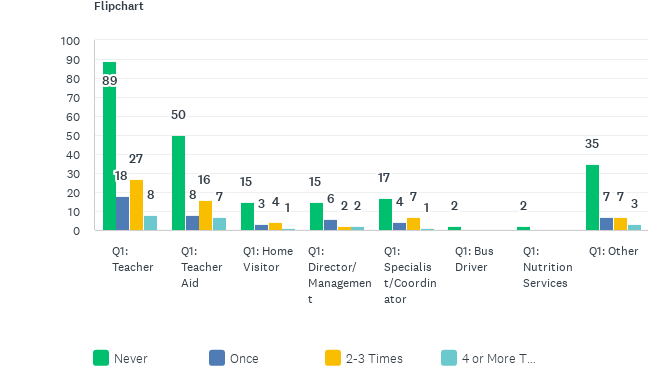 Flipchart
100
90
80
70
60
50
40
30
20
10
0
89
18
27
8
50
8
16
7
15
3
4
1
15
6
2
2
17
4
7
1
2
2
35
7
7
3
Q1:
Teacher
Q1:
Teacher
Aid
Q1: Home
Visitor
Q1:
Director/
Managemen
t
Q1:
Specialis
t/Coordin
ator
Q1: Bus
Driver
Q1:
Nutrition
Services
Q1: Other
Never
Once
2-3 Times
4 or More T...